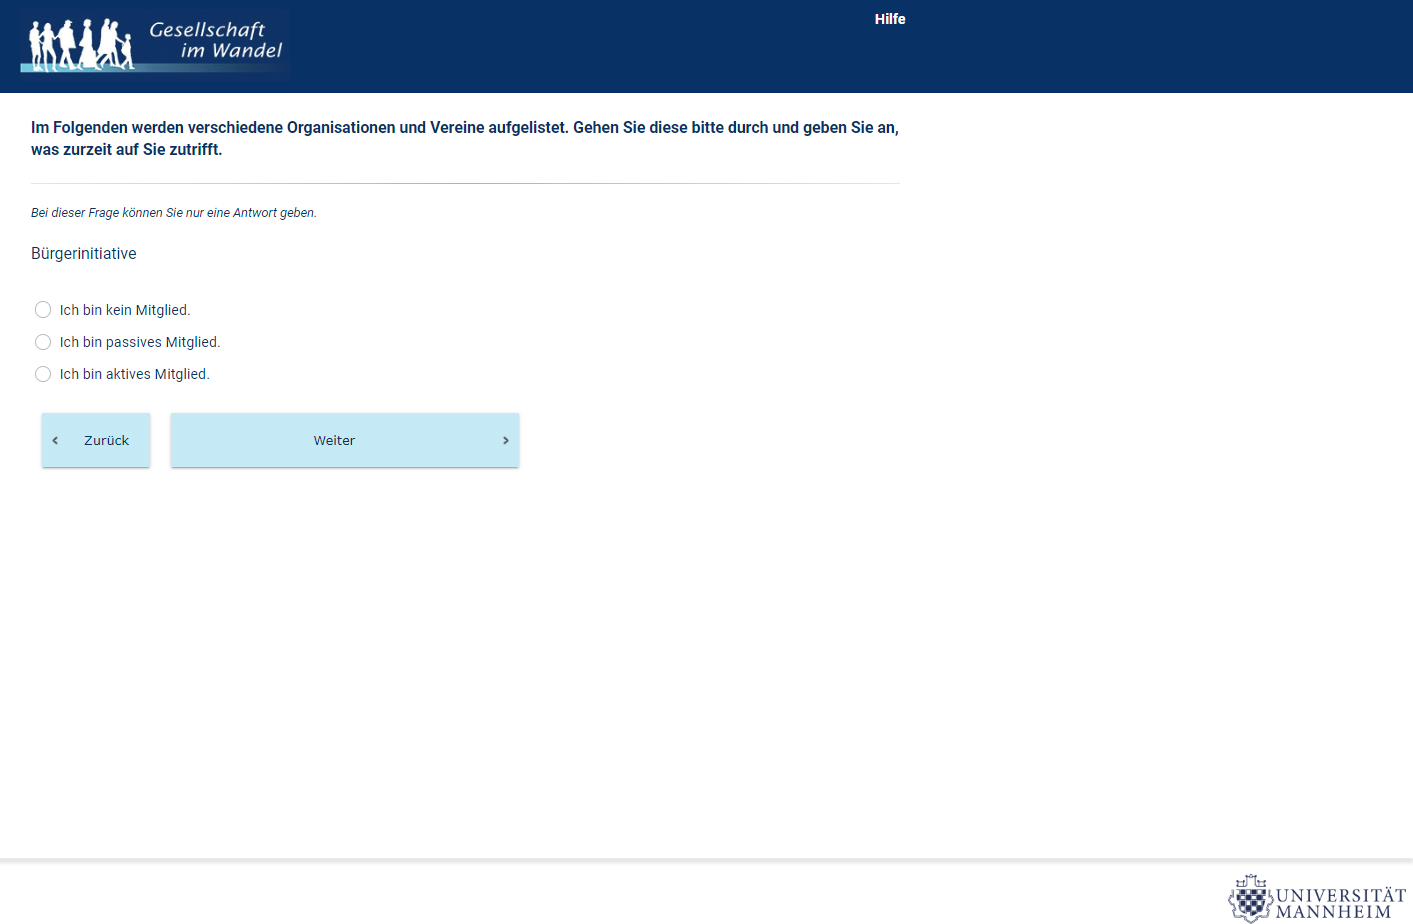 Gesellschaft
im Wandel
Hilfe
Im Folgenden werden verschiedene Organisationen und Vereine aufgelistet. Gehen Sie diese bitte durch und geben Sie an,
was zurzeit auf Sie zutrifft.
Bei dieser Frage können Sie nur eine Antwort geben.
Bürgerinitiative
Ich bin kein Mitglied.
Ich bin passives Mitglied.
Ich bin aktives Mitglied.
Zurück
Weiter
UNIVERSITÄT
MANNHEIM